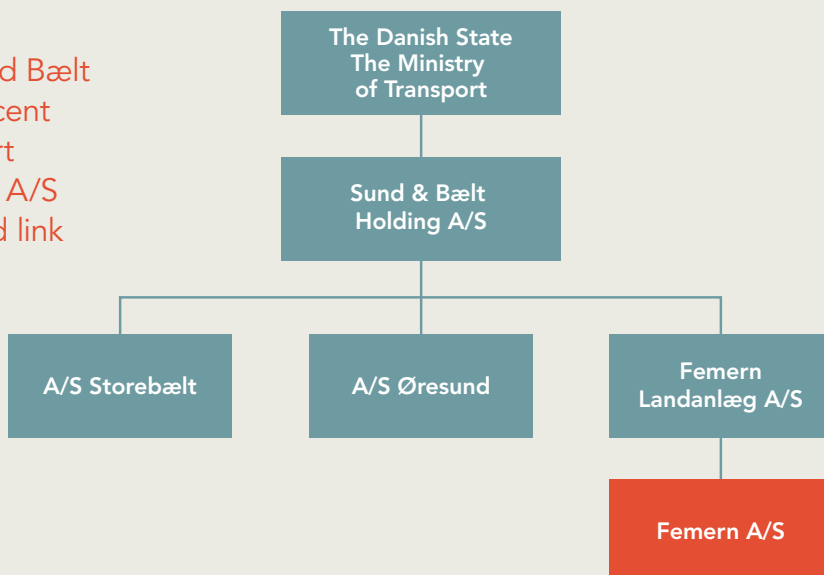 d Bælt
cent
rt
A/S
d link
The Danish State
The Ministry
of Transport
Sund & Bælt
Holding A/S
A/S Storebælt
A/S Øresund
Femern
Landanlæg A/S
Femern A/S